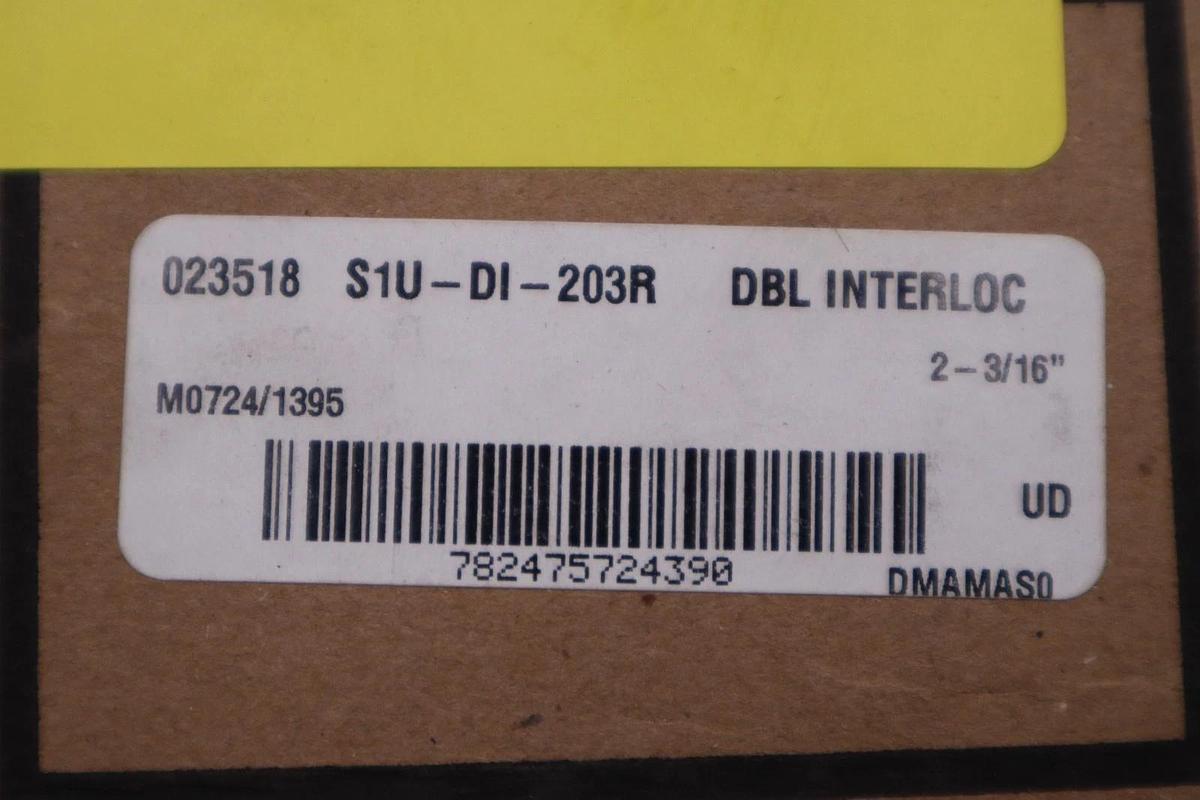 023518 S1U-DI-203R DBL INTERLOC
2-3/16"
M0724/1395
UD
782475724390
DMAMAS0